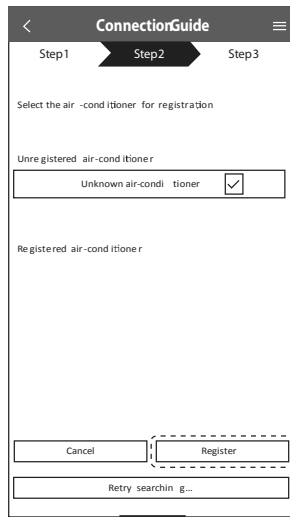 ConnectionGuide
Step1 Step2 Step3
Select the air -cond itioner for registration
Unre gistered air-cond itione r
Unknown air-condi tioner
Re gistered air-cond itione r
Cancel Register
Retry searchin g...